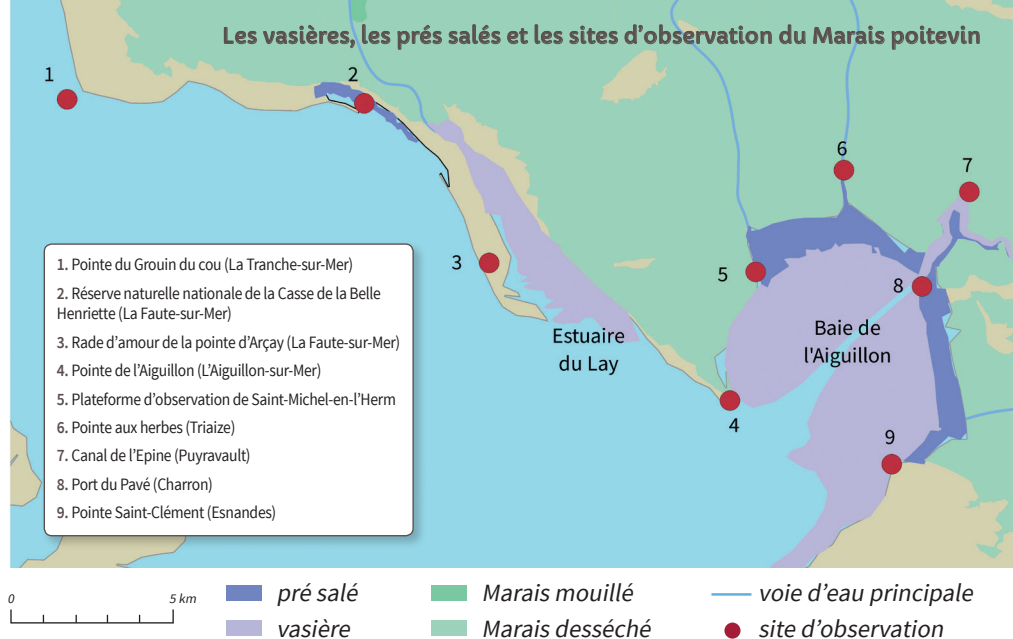 Les vasières, les prés salés et les sites d'observation du Marais poitevin
1
2
3
4
5
6
7
8
9
Estuaire
du Lay
Baie de
l'Aiguillon
1. Pointe du Grouin du cou (La Tranche-sur-Mer)
2. Réserve naturelle nationale de la Casse de la Belle
Henriette (La Faute-sur-Mer)
3. Rade d'amour de la pointe d'Arçay (La Faute-sur-Mer)
4. Pointe de l'Aiguillon (L'Aiguillon-sur-Mer)
5. Plateforme d'observation de Saint-Michel-en-l'Herm
6. Pointe aux herbes (Triaize)
7. Canal de l'Epine (Puyravault)
8. Port du Pavé (Charron)
9. Pointe Saint-Clément (Esnandes)
0 5 km
pré salé
vasière
Marais mouillé
Marais desséché
voie d'eau principale
site d'observation